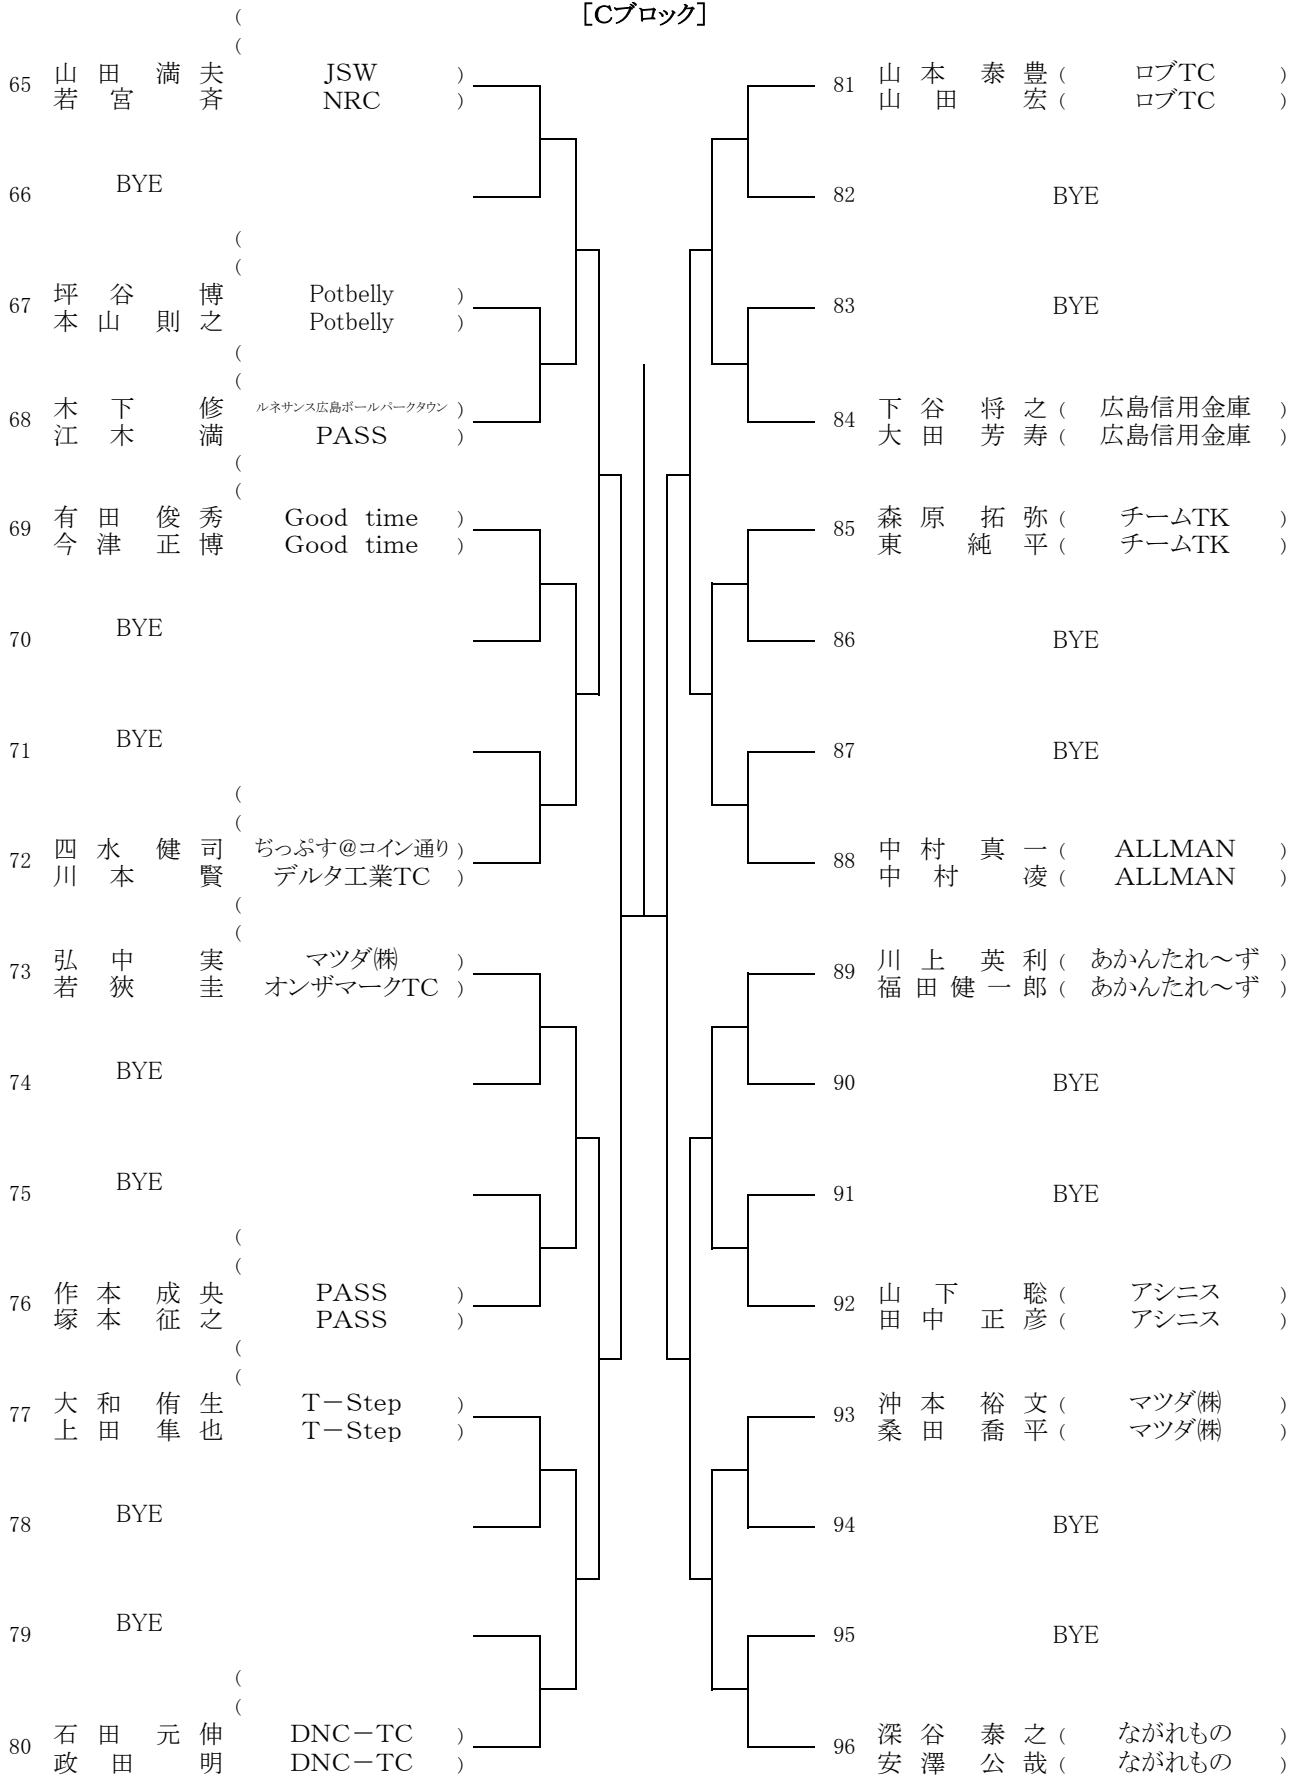 [Cブロック]
(
(
65 山田 満夫 JSW )
若宮 斉 NRC )
66 BYE
(
(
67 坪谷 博 Potbelly )
本山 則之 Potbelly )
(
(
68 木下 修 ルネサンス広島ボールパークタウン )
江木 満 PASS )
(
(
69 有田 俊秀 Good time )
今津 正博 Good time )
70 BYE
71 BYE
(
(
72 四水 健司 ぢっぷす@コイン通り )
川本 賢 デルタ工業TC )
(
(
73 弘中 実 マツダ㈱ )
若狹 圭 オンザマークTC )
74 BYE
75 BYE
(
(
76 作本 成央 PASS )
塚本 征之 PASS )
(
(
77 大和 侑生 T−Step )
上田 隼也 T−Step )
78 BYE
79 BYE
(
(
80 石田 元伸 DNC−TC )
政田 明 DNC−TC )
81 山本 泰豊 ( ロブTC )
山田 宏 ( ロブTC )
82 BYE
83 BYE
84 下谷 将之 ( 広島信用金庫 )
大田 芳寿 ( 広島信用金庫 )
85 森原 拓弥 ( チームTK )
東 純平 ( チームTK )
86 BYE
87 BYE
88 中村 真一 ( ALLMAN )
中村 凌 ( ALLMAN )
89 川上 英利 ( あかんたれ～ず )
福田健一郎 ( あかんたれ～ず )
90 BYE
91 BYE
92 山下 聡 ( アシニス )
田中 正彦 ( アシニス )
93 沖本 裕文 ( マツダ㈱ )
桑田 喬平 ( マツダ㈱ )
94 BYE
95 BYE
96 深谷 泰之 ( ながれもの )
安澤 公哉 ( ながれもの )